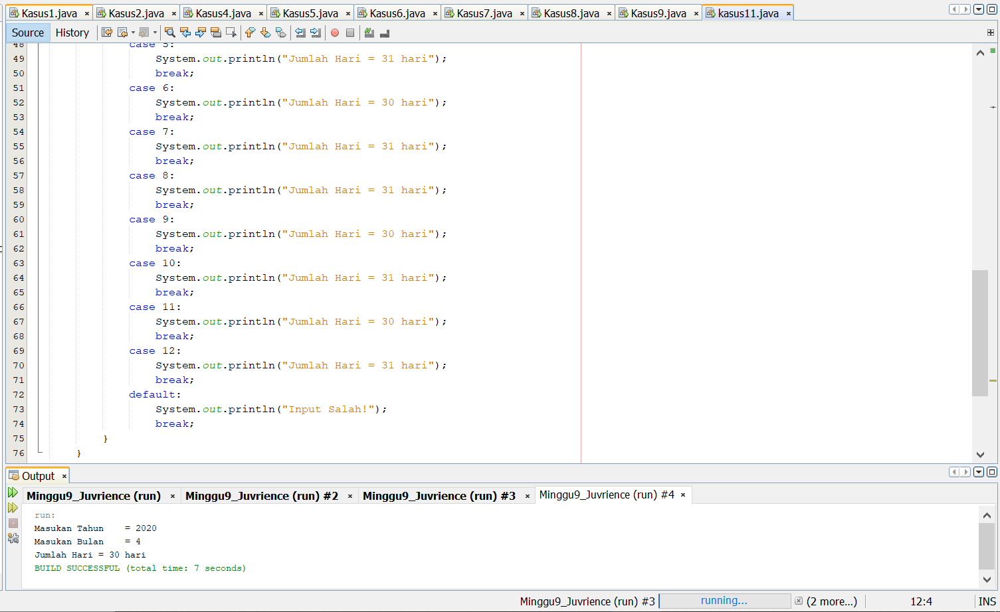 Kasus1.java × Kasus2.java × Kasus4.java × Kasus5.java × Kasus6.java × Kasus7.java × Kasus8.java × Kasus9.java × kasus11.java ×
Source History
48 case 5:
49 System.out.println("Jumlah Hari = 31 hari");
50 break;
51 case 6:
52 System.out.println("Jumlah Hari = 30 hari");
53 break;
54 case 7:
55 System.out.println("Jumlah Hari = 31 hari");
56 break;
57 case 8:
58 System.out.println("Jumlah Hari = 31 hari");
59 break;
60 case 9:
61 System.out.println("Jumlah Hari = 30 hari");
62 break;
63 case 10:
64 System.out.println("Jumlah Hari = 31 hari");
65 break;
66 case 11:
67 System.out.println("Jumlah Hari = 30 hari");
68 break;
69 case 12:
70 System.out.println("Jumlah Hari = 31 hari");
71 break;
72 default:
73 System.out.println("Input Salah!");
74 break;
75 }
76 }
Output ×
Minggu9_Juvrience (run) × Minggu9_Juvrience (run) #2 × Minggu9_Juvrience (run) #3 × Minggu9_Juvrience (run) #4 ×
run:
Masukan Tahun = 2020
Masukan Bulan = 4
Jumlah Hari = 30 hari
BUILD SUCCESSFUL (total time: 7 seconds)
Minggu9_Juvrience (run) #3 running... (2 more...) 12:4 INS